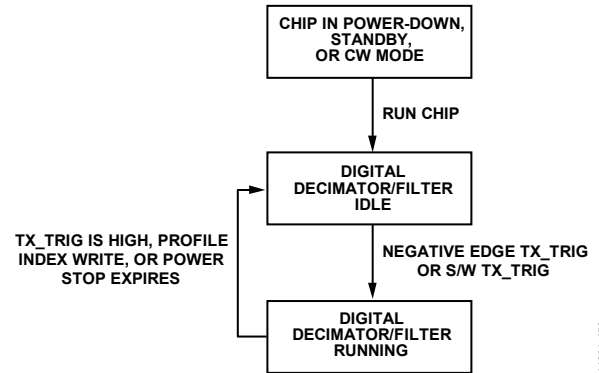 CHIP IN POWER-DOWN,
STANDBY,
OR CW MODE
RUN CHIP
DIGITAL
DECIMATOR/FILTER
IDLE
TX_TRIG IS HIGH, PROFILE
INDEX WRITE, OR POWER
STOP EXPIRES
NEGATIVE EDGE TX_TRIG
OR S/W TX_TRIG
DIGITAL
DECIMATOR/FILTER
RUNNING